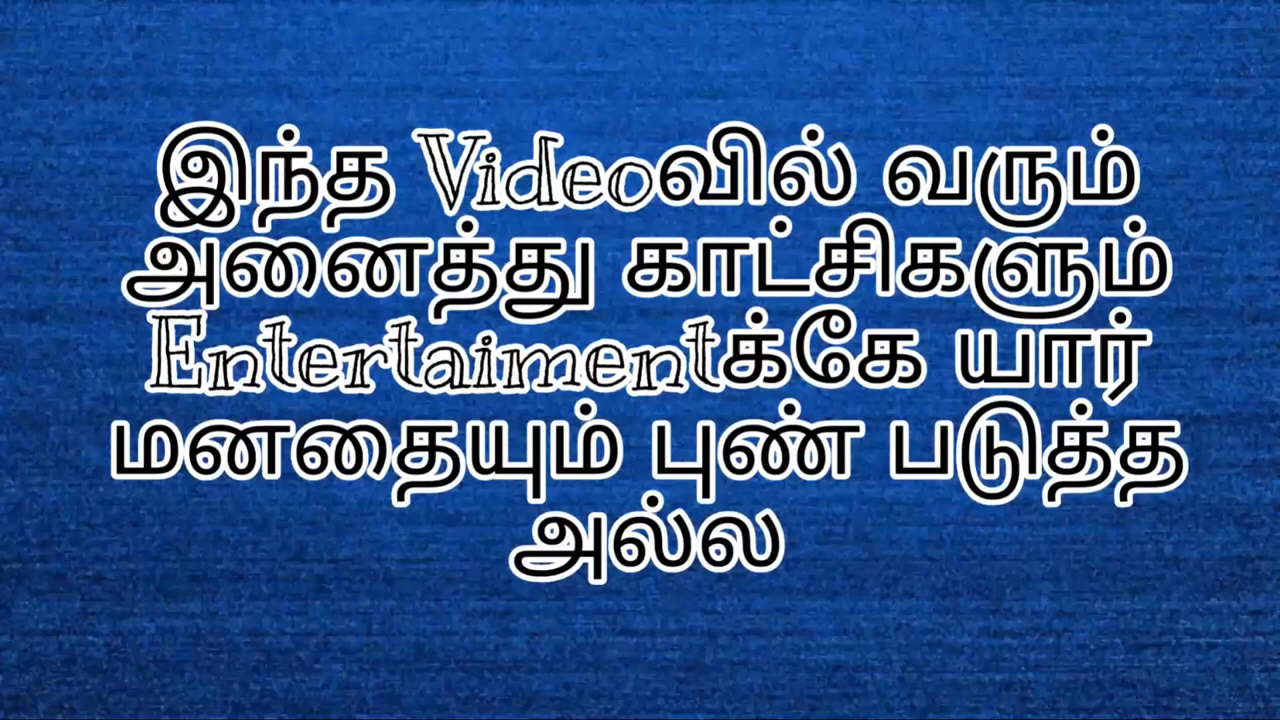 இந்த Videoவில் வரும்
அனைத்து காட்சிகளும்
Entertaimentக்கே யார்
மனதையும் புண் படுத்த
அல்ல